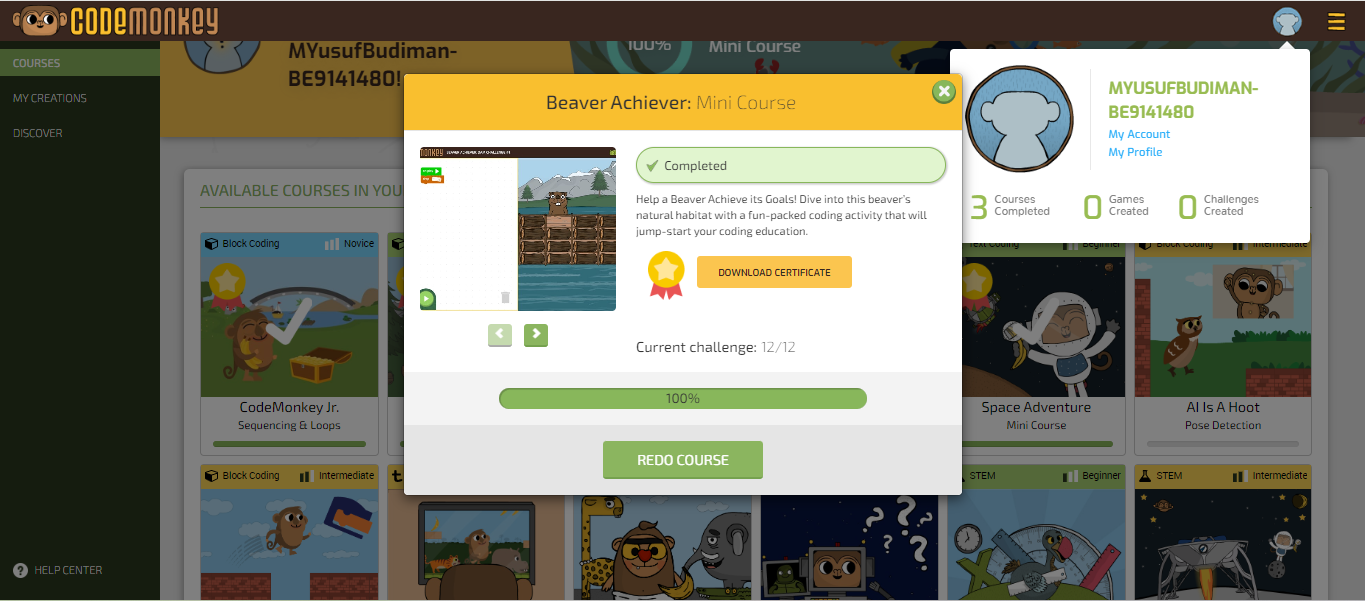 CODEMONKEY
COURSES
MY CREATIONS
DISCOVER
HELP CENTER
MYusufBudiman-
BE9141480!
100%
Mini Course
MYUSUFBUDIMAN-
BE9141480
My Account
My Profile
3 Courses Completed
0 Games Created
0 Challenges Created
Beaver Achiever: Mini Course
Completed
Help a Beaver Achieve its Goals! Dive into this beaver's
natural habitat with a fun-packed coding activity that will
jump-start your coding education.
DOWNLOAD CERTIFICATE
Current challenge: 12/12
100%
REDO COURSE
AVAILABLE COURSES IN YOU
Block Coding Novice
CodeMonkey Jr.
Sequencing & Loops
Text Coding Beginner
Space Adventure
Mini Course
Block Coding Intermediate
AI Is A Hoot
Pose Detection
Block Coding Intermediate
STEM Beginner
STEM Intermediate